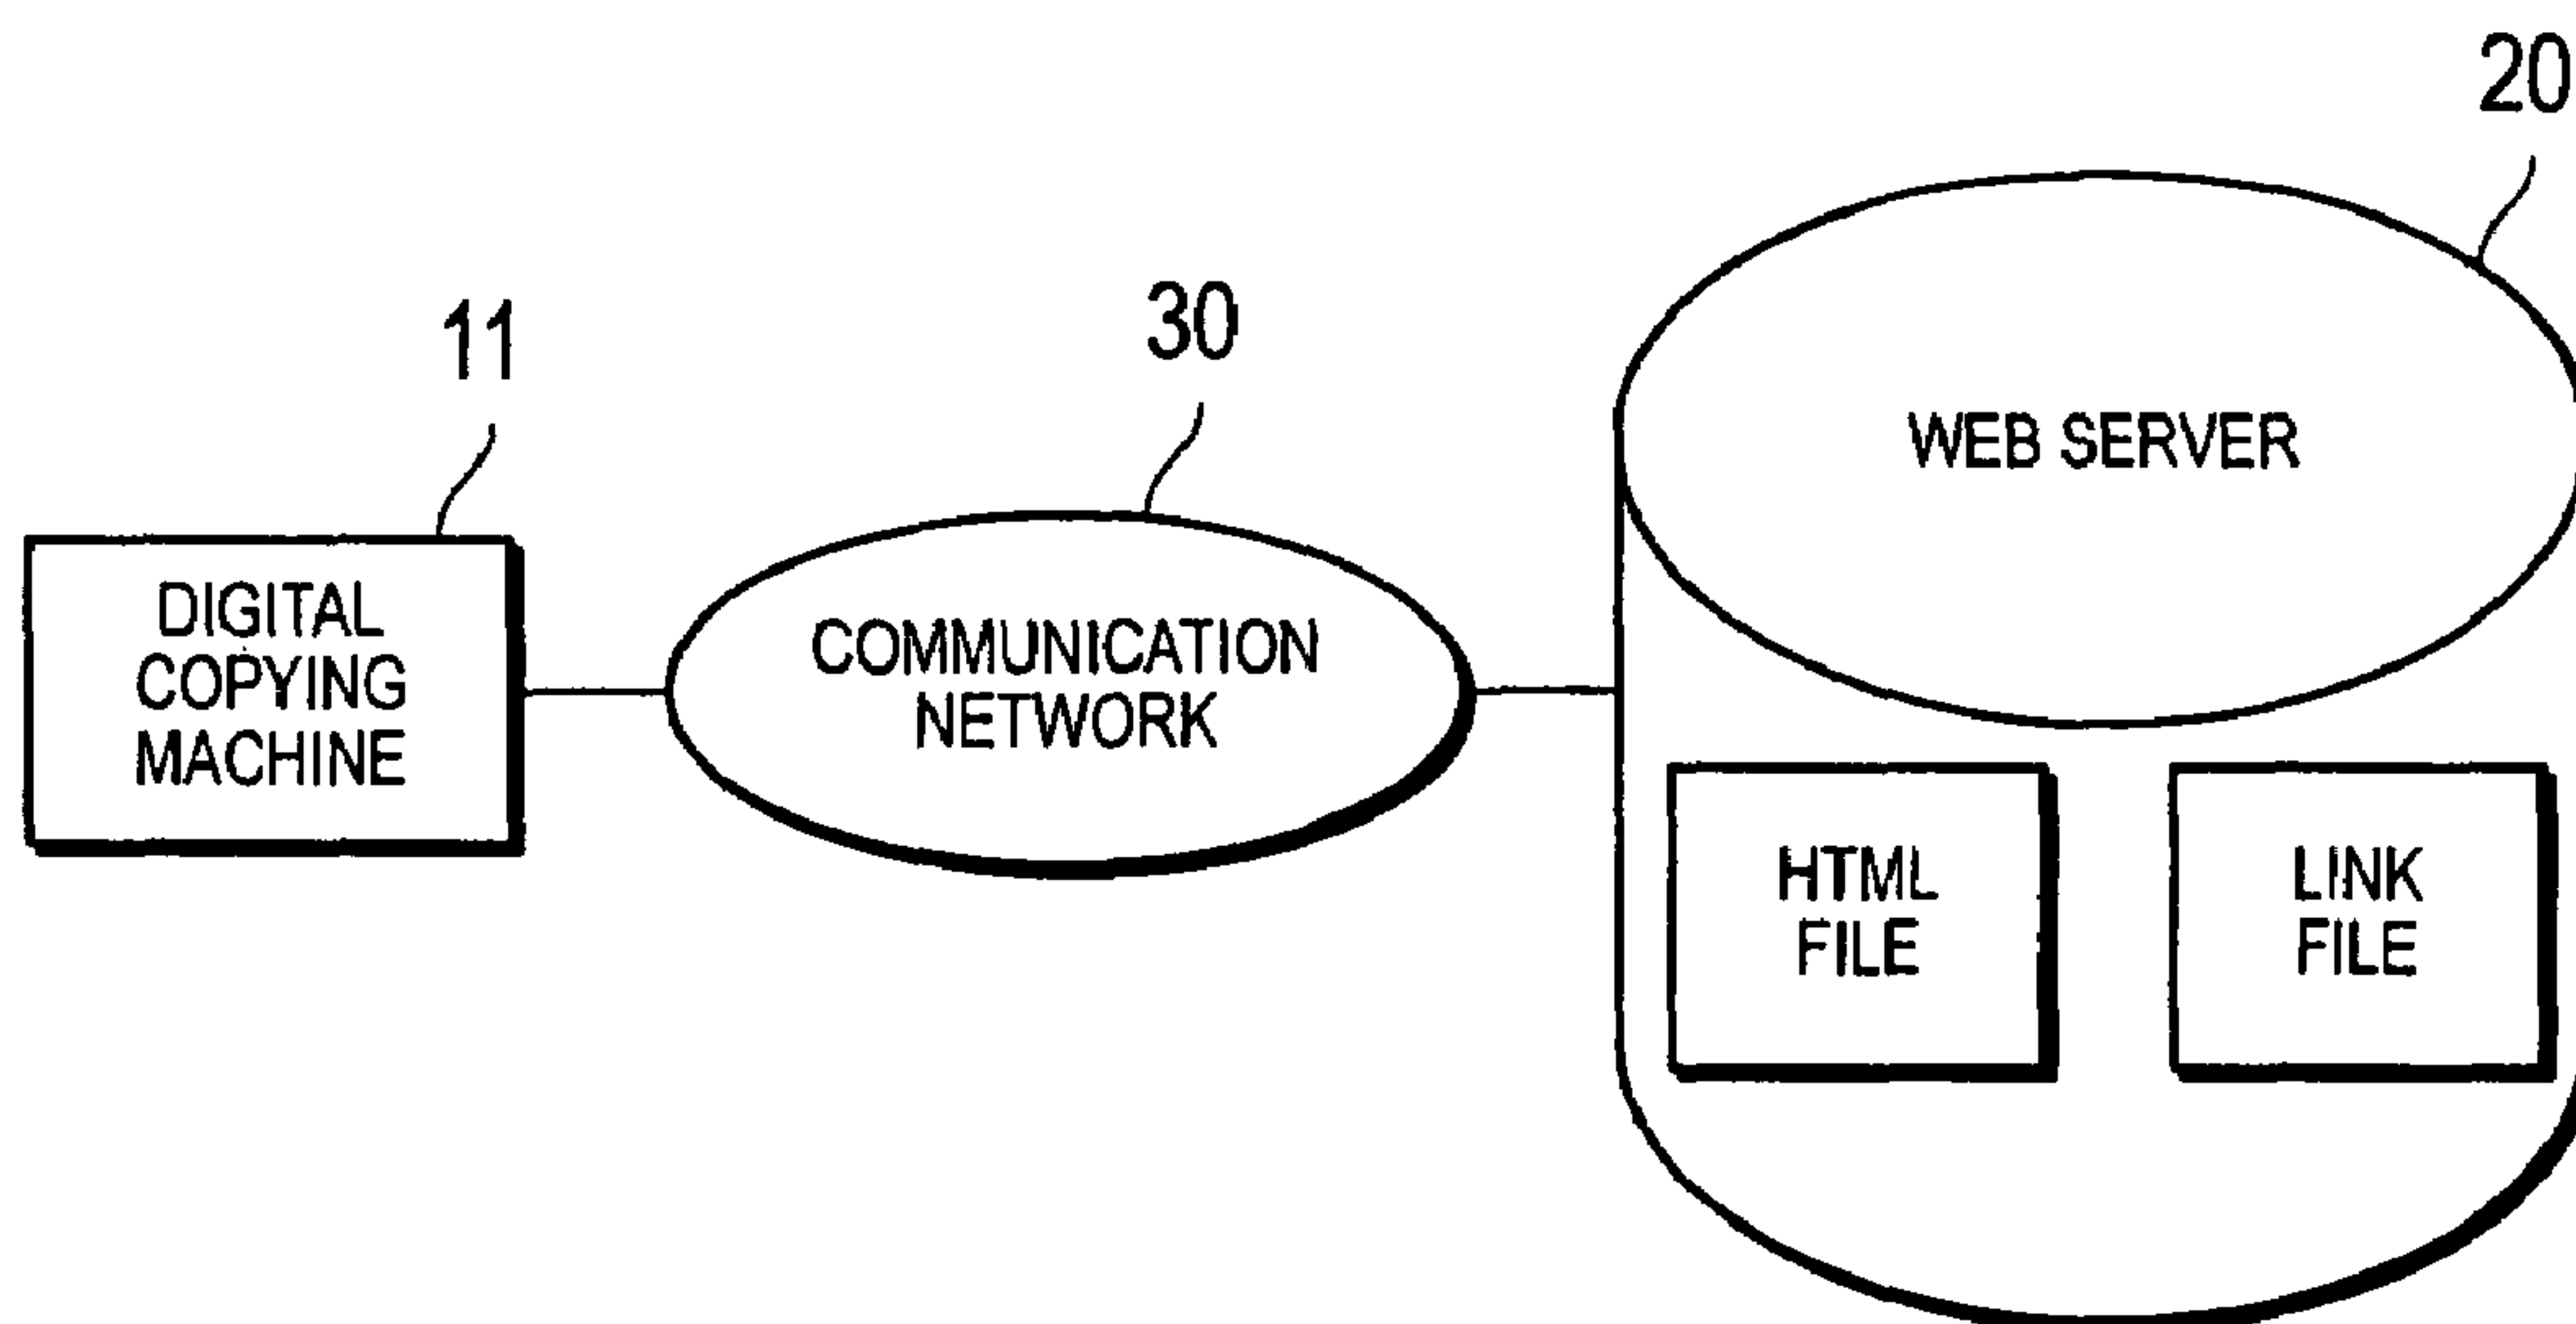 20
30
11
WEB SERVER
DIGITAL
COPYING
MACHINE
COMMUNICATION
NETWORK
HTML
FILE
LINK
FILE